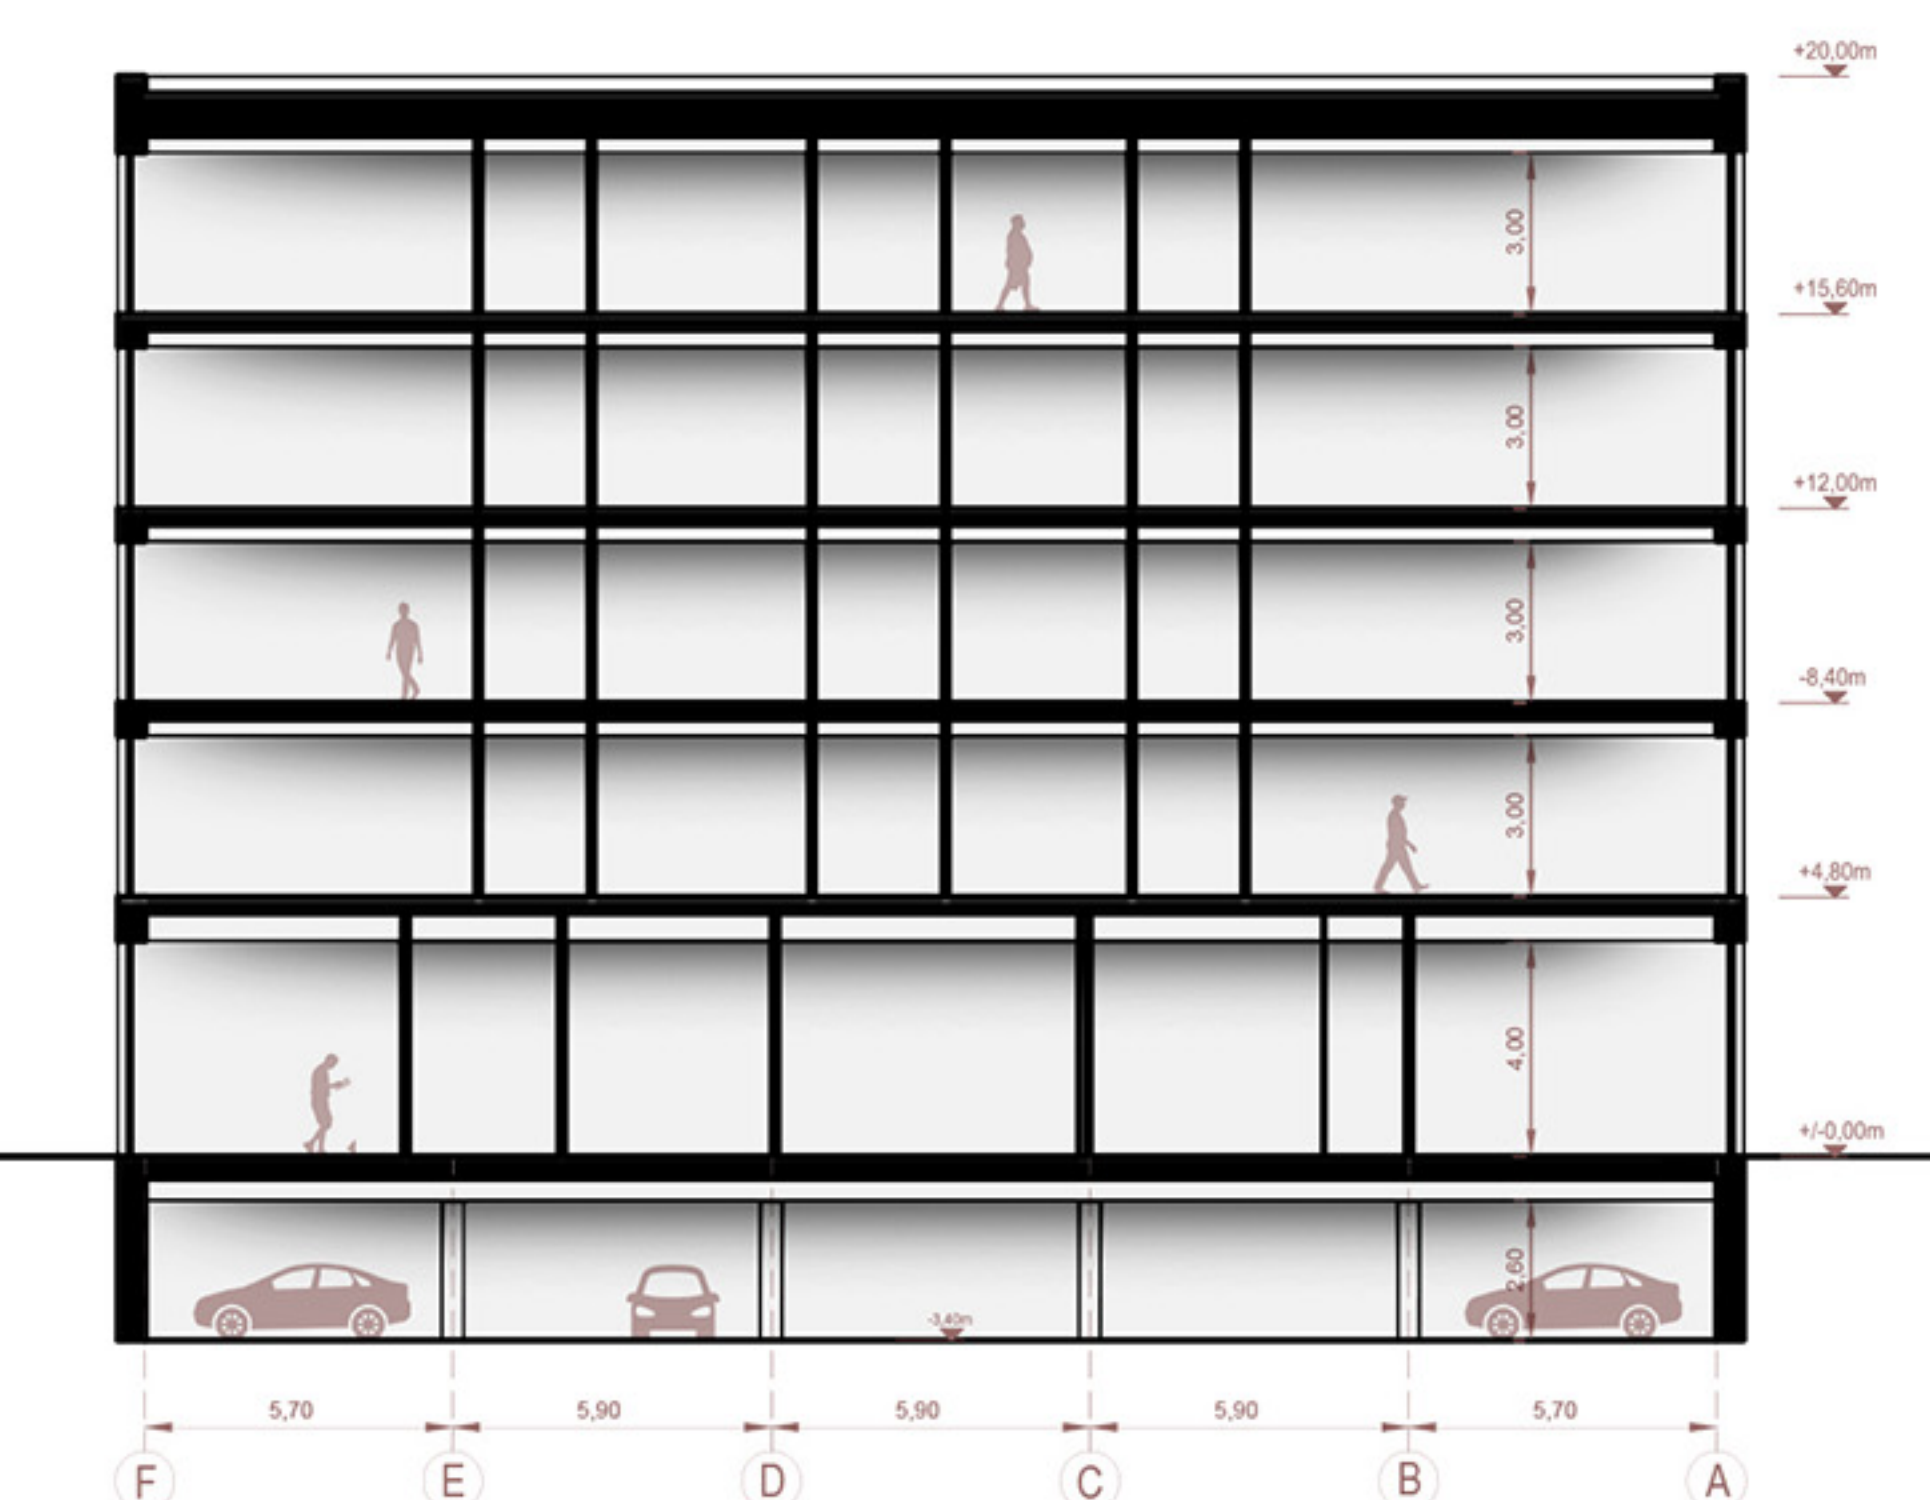 +20,00m
3,00
+15,60m
3,00
+12,00m
3,00
-8,40m
3,00
+4,80m
4,00
+/-0,00m
2,60
-3,40m
5,70 5,90 5,90 5,90 5,70
F E D C B A